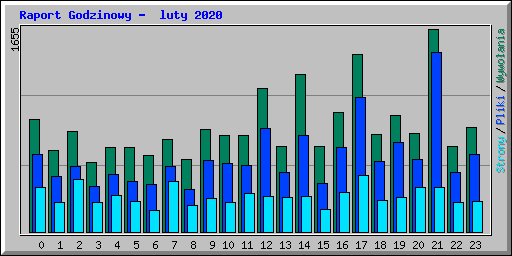 Raport Godzinowy - luty 2020
1655
Strony/Pliki/Wywolania
0 1 2 3 4 5 6 7 8 9 10 11 12 13 14 15 16 17 18 19 20 21 22 23